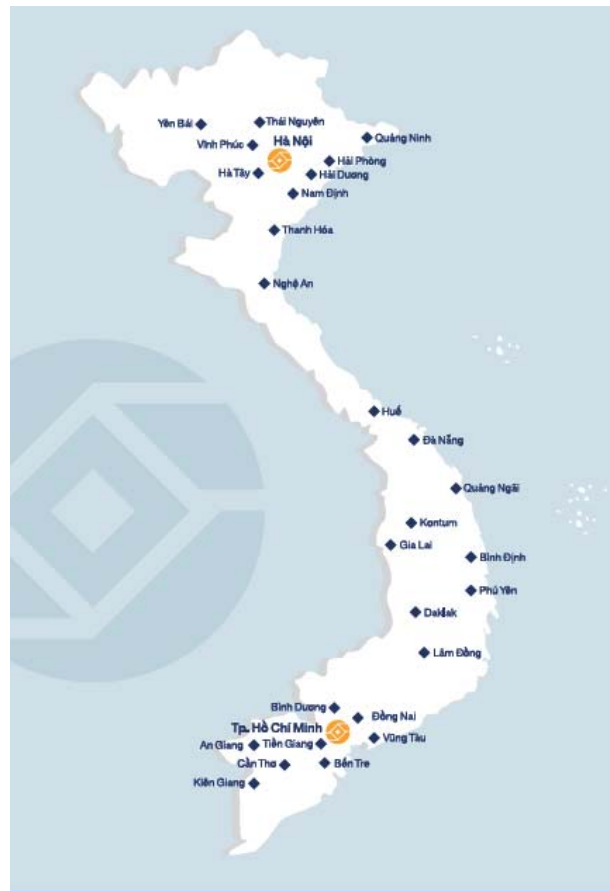 Yên Bái
Thái Nguyên
Quảng Ninh
Vĩnh Phúc
Hà Nội
Hải Phòng
Hà Tây
Hải Dương
Nam Định
Thanh Hóa
Nghệ An
Huế
Đà Nẵng
Quảng Ngãi
Kontum
Gia Lai
Bình Định
Phú Yên
Daklak
Lâm Đồng
Bình Dương
Đồng Nai
Tp. Hồ Chí Minh
Vũng Tàu
An Giang
Tiền Giang
Cần Thơ
Bến Tre
Kiên Giang